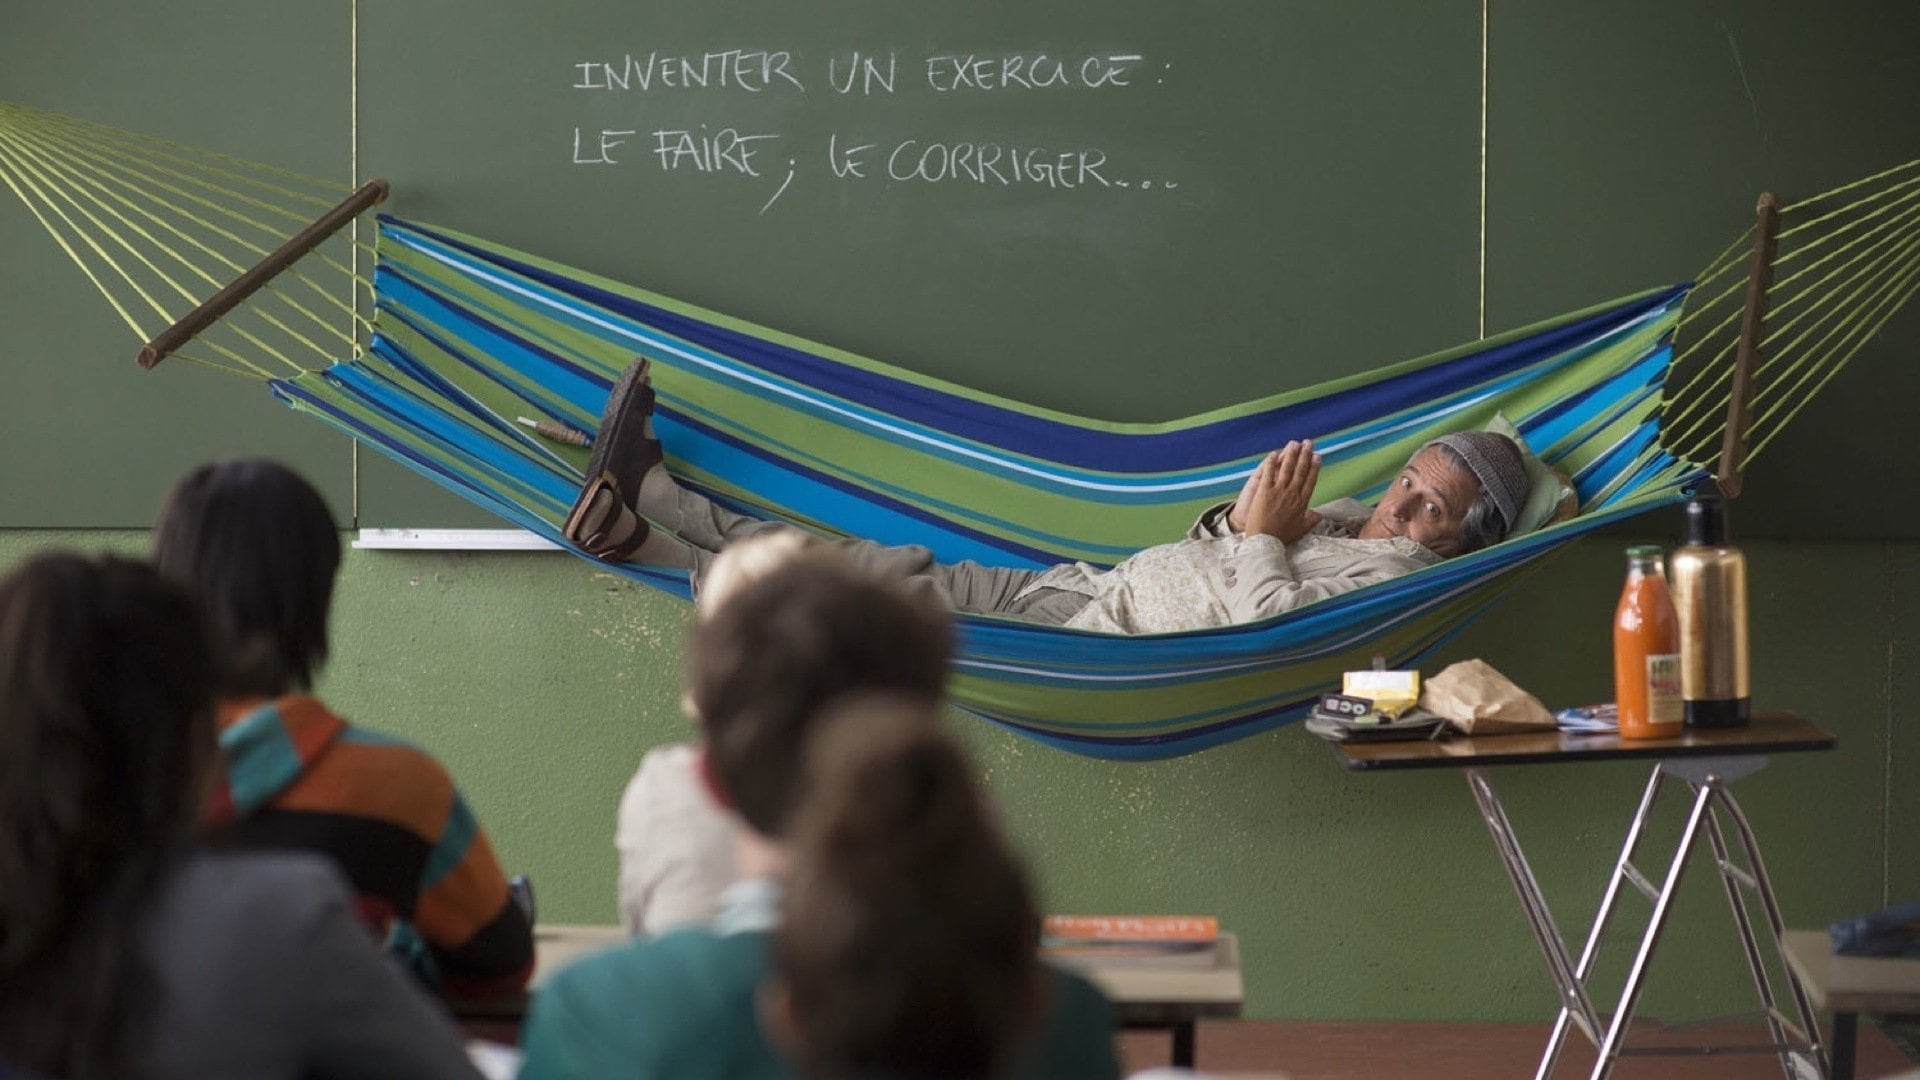 INVENTER UN EXERCICE :
LE FAIRE ; LE CORRIGER...